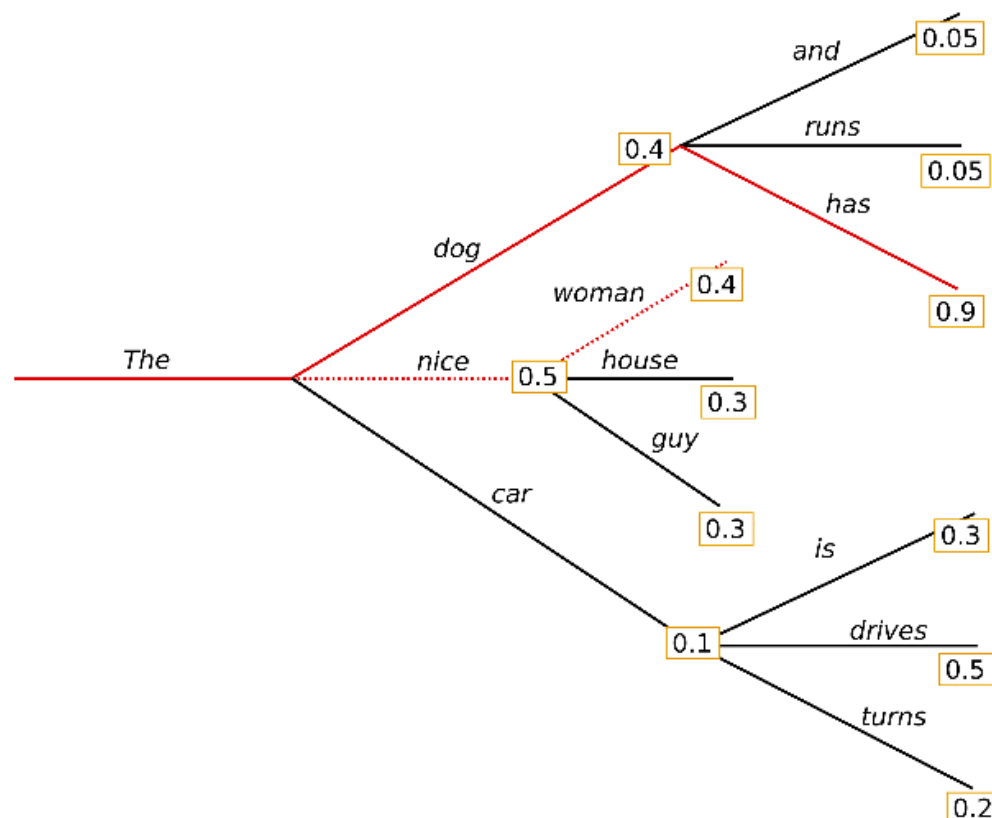 and
0.05
runs
0.4
0.05
has
dog
woman
0.4
0.9
The
nice
0.5
house
0.3
guy
car
0.3
is
0.3
drives
0.1
0.5
turns
0.2